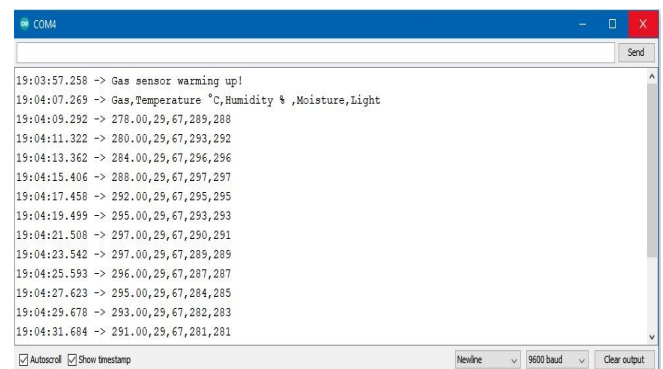 COM4
Send
19:03:57.258 -> Gas sensor warming up!
19:04:07.269 -> Gas,Temperature °C,Humidity % ,Moisture,Light
19:04:09.292 -> 278.00,29,67,289,288
19:04:11.322 -> 280.00,29,67,293,292
19:04:13.362 -> 284.00,29,67,296,296
19:04:15.406 -> 288.00,29,67,297,297
19:04:17.458 -> 292.00,29,67,295,295
19:04:19.499 -> 295.00,29,67,293,293
19:04:21.508 -> 297.00,29,67,290,291
19:04:23.542 -> 297.00,29,67,289,289
19:04:25.593 -> 296.00,29,67,287,287
19:04:27.623 -> 295.00,29,67,284,285
19:04:29.678 -> 293.00,29,67,282,283
19:04:31.684 -> 291.00,29,67,281,281
Autoscroll Show timestamp Newline 9600 baud Clear output